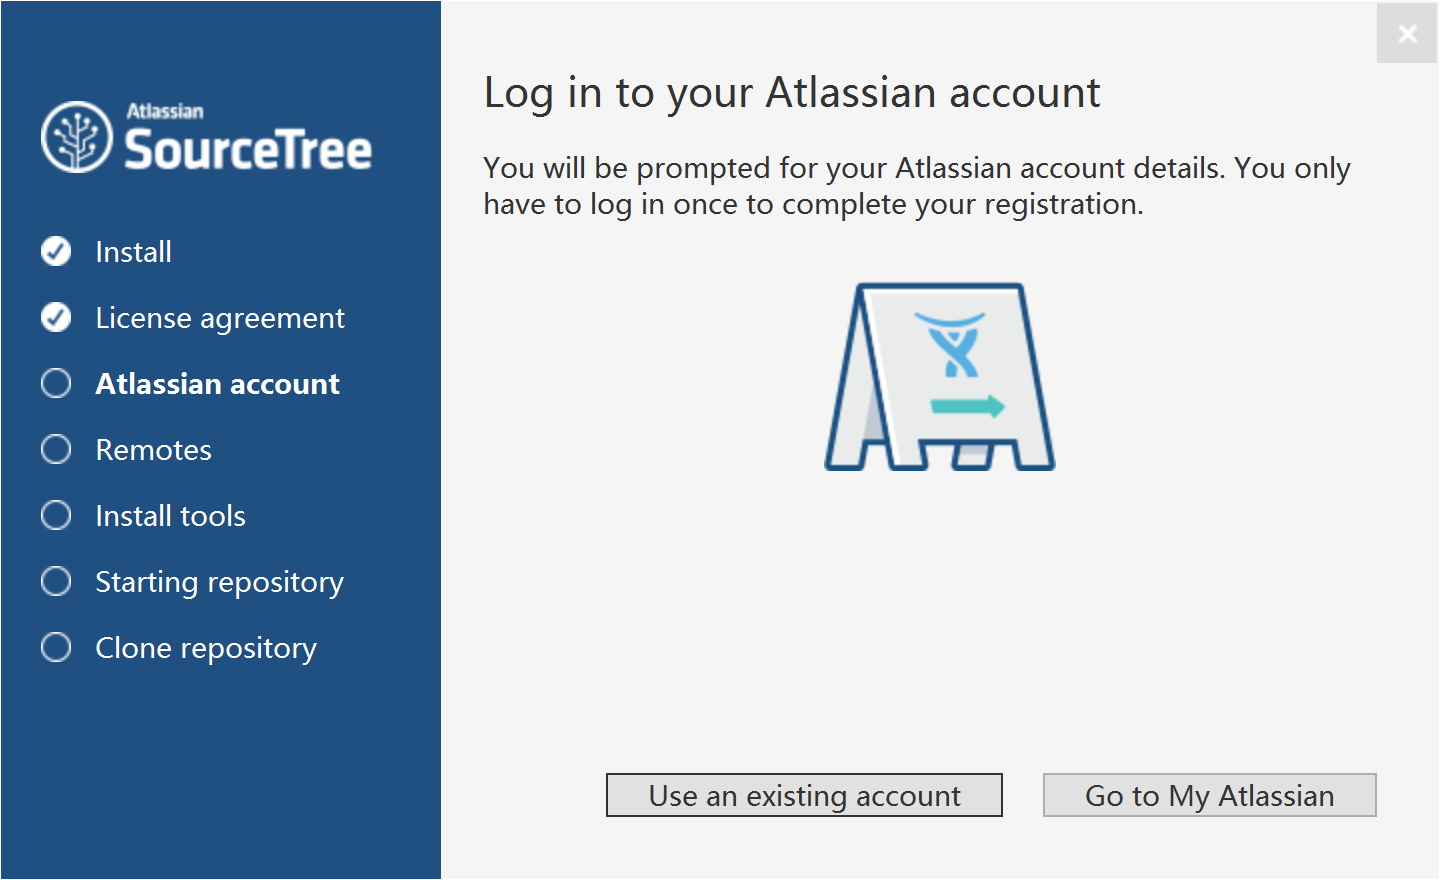 Atlassian
SourceTree
Install
License agreement
Atlassian account
Remotes
Install tools
Starting repository
Clone repository
Log in to your Atlassian account
You will be prompted for your Atlassian account details. You only
have to log in once to complete your registration.
Use an existing account
Go to My Atlassian